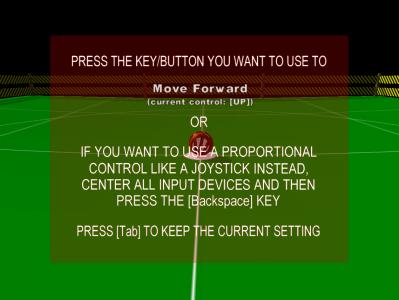 PRESS THE KEY/BUTTON YOU WANT TO USE TO
Move Forward
(current control: [UP])
OR
IF YOU WANT TO USE A PROPORTIONAL
CONTROL LIKE A JOYSTICK INSTEAD,
CENTER ALL INPUT DEVICES AND THEN
PRESS THE [Backspace] KEY
PRESS [Tab] TO KEEP THE CURRENT SETTING